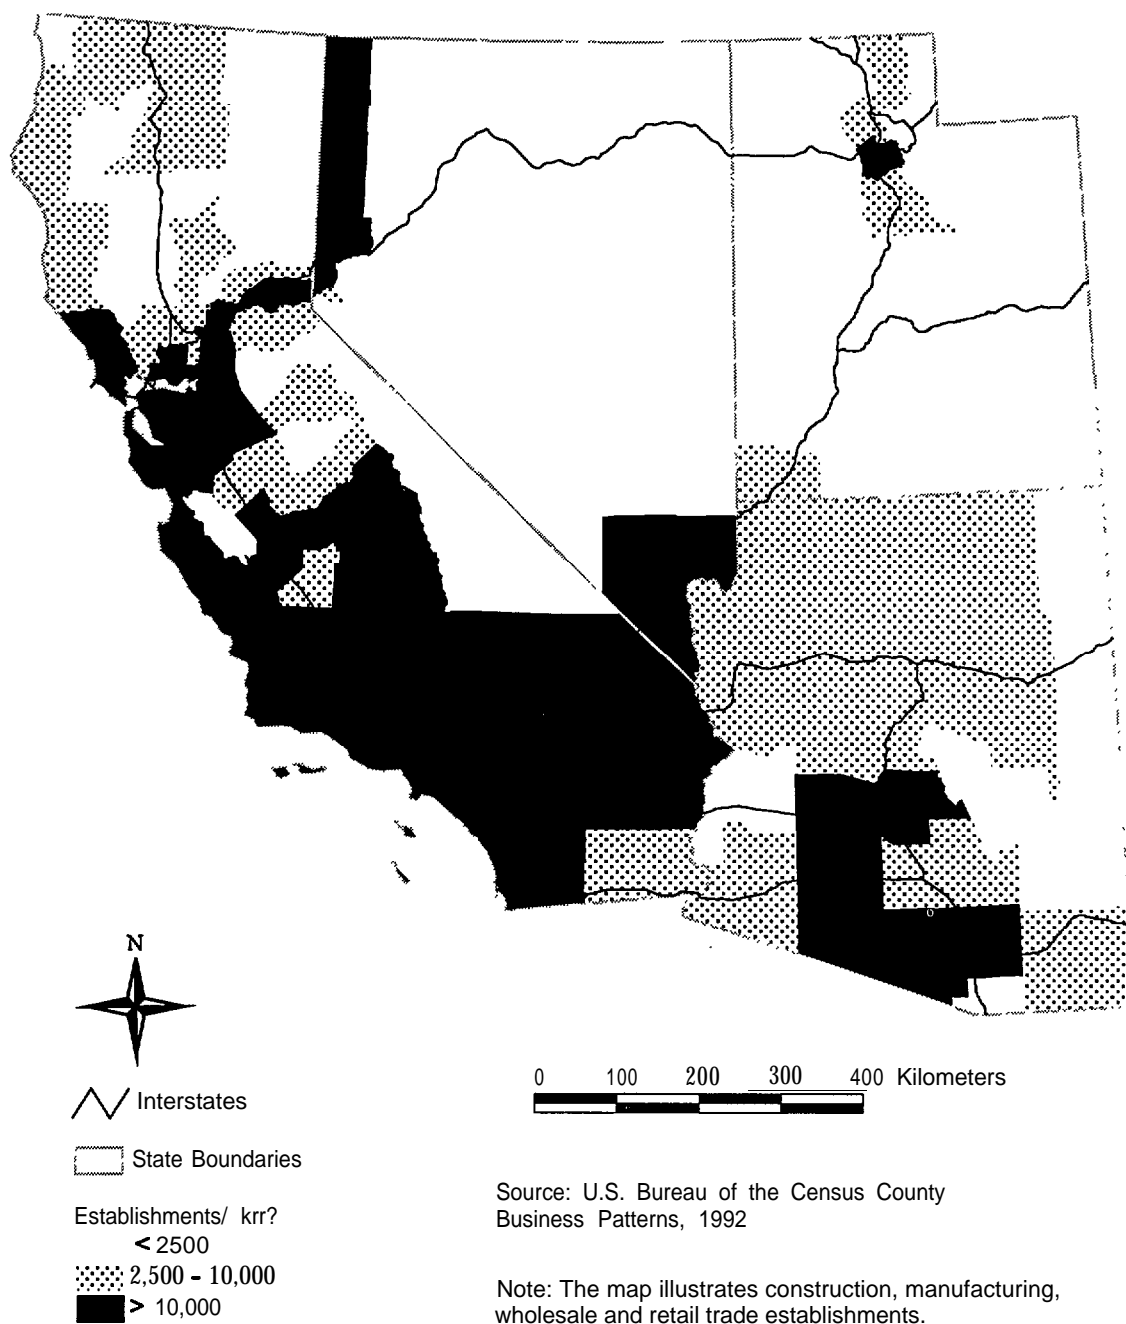 N
Interstates
State Boundaries
Establishments/ krr?
< 2500
2,500 - 10,000
> 10,000
0 100 200 300 400 Kilometers
Source: U.S. Bureau of the Census County
Business Patterns, 1992
Note: The map illustrates construction, manufacturing,
wholesale and retail trade establishments.